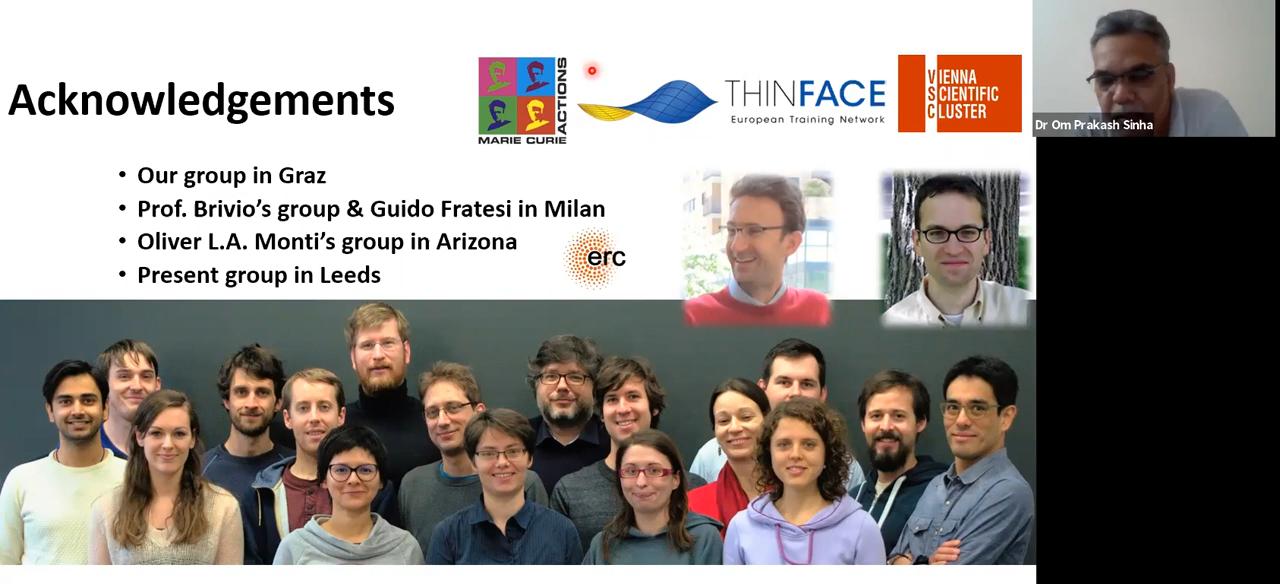 Acknowledgements
MARIE CURIE
ACTIONS
THINFACE
European Training Network
VIENNA
SCIENTIFIC
CLUSTER
Dr Om Prakash Sinha
• Our group in Graz
• Prof. Brivio’s group & Guido Fratesi in Milan
• Oliver L.A. Monti’s group in Arizona
• Present group in Leeds
erc